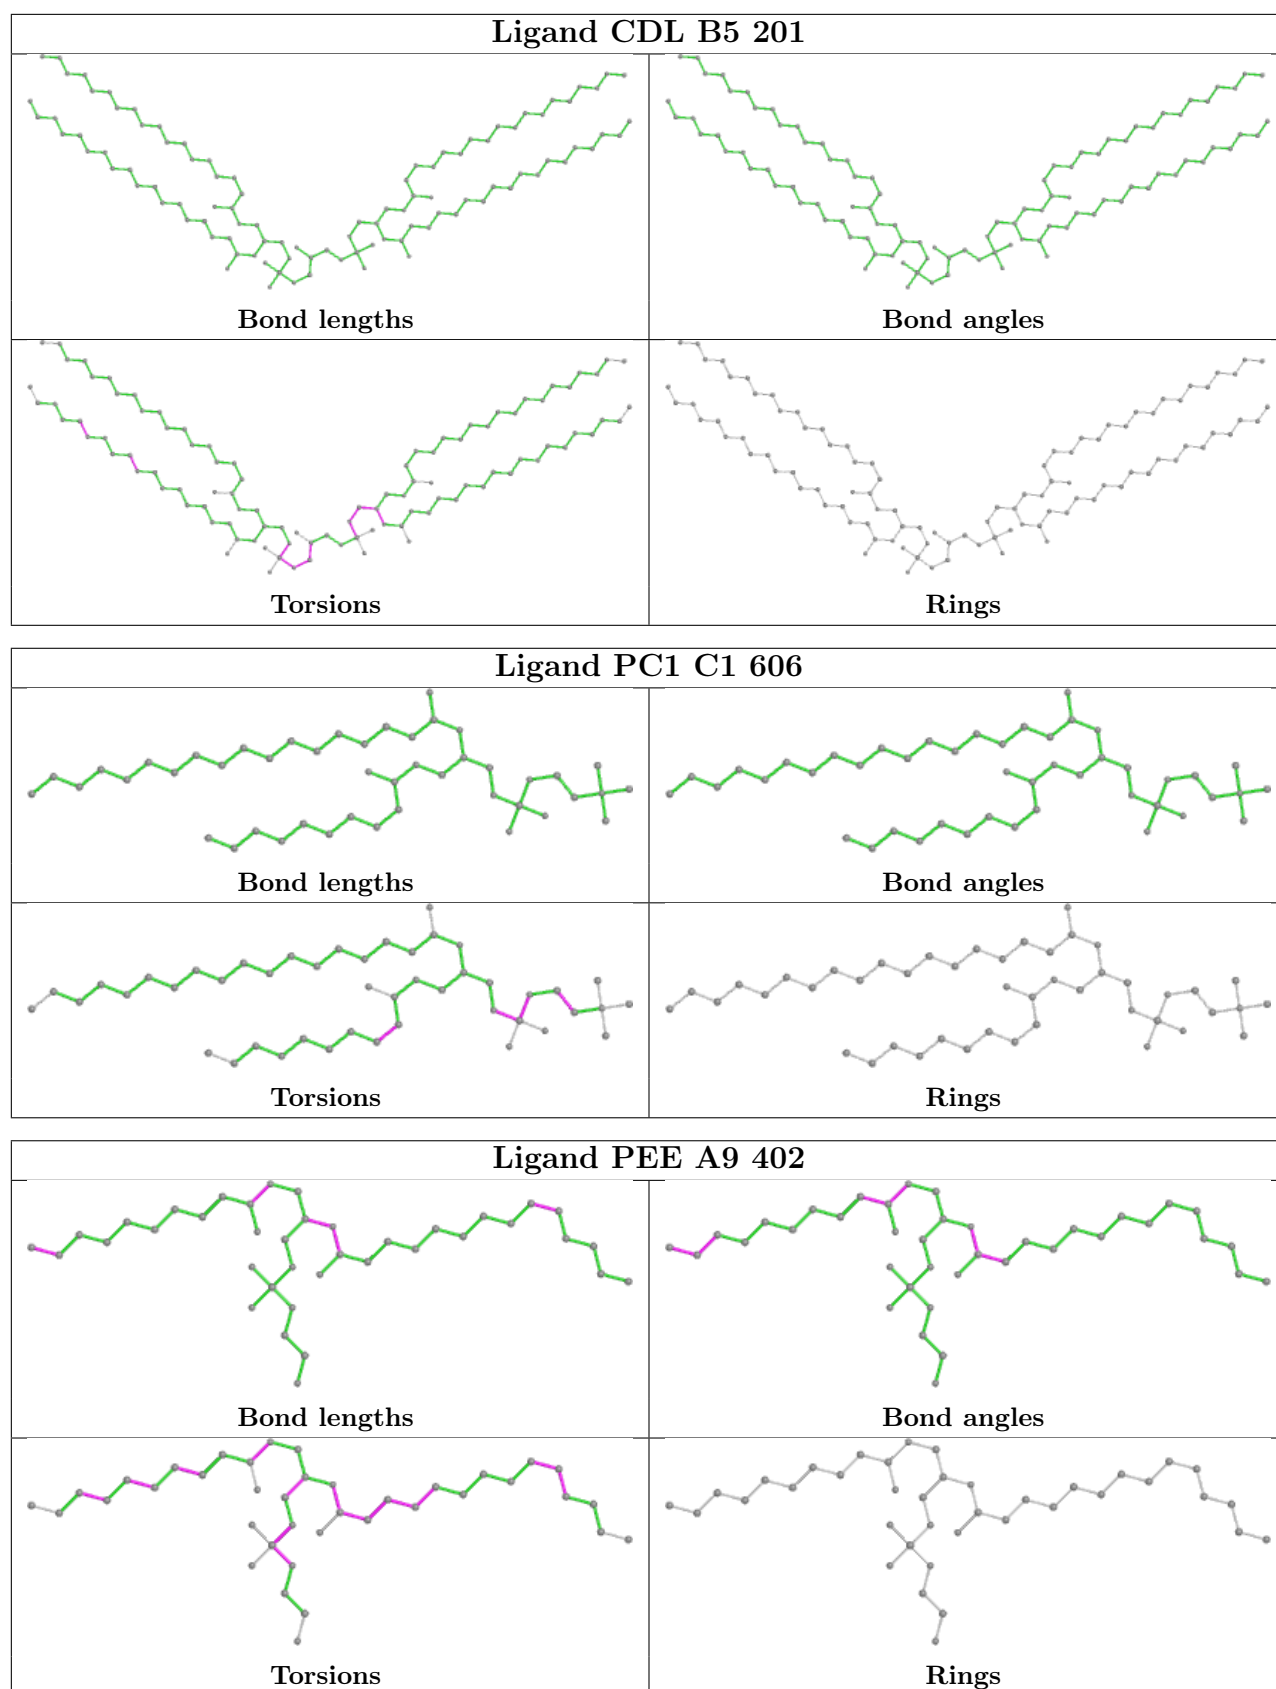 Ligand CDL B5 201
Bond lengths
Bond angles
Torsions
Rings
Ligand PC1 C1 606
Bond lengths
Bond angles
Torsions
Rings
Ligand PEE A9 402
Bond lengths
Bond angles
Torsions
Rings